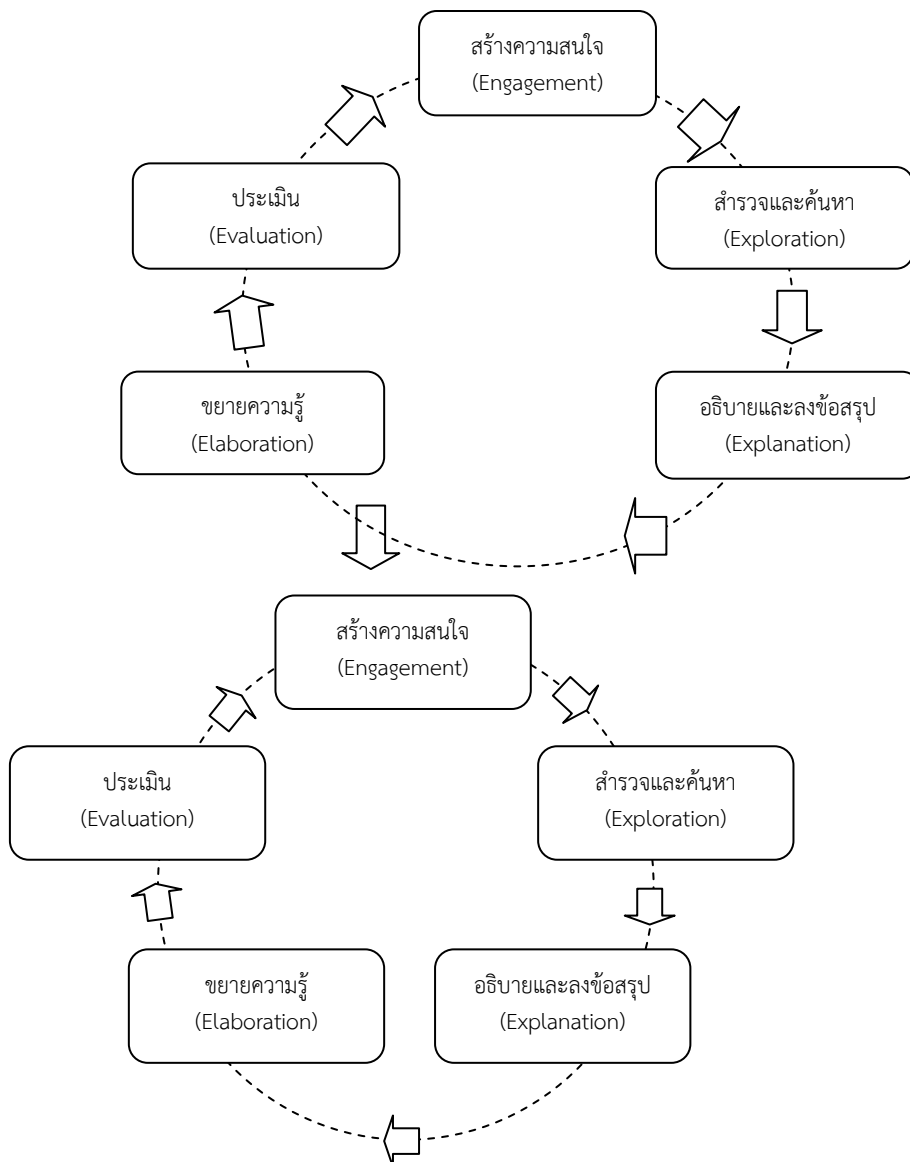 สร้างความสนใจ
(Engagement)
ประเมิน
(Evaluation)
สำรวจและค้นหา
(Exploration)
ขยายความรู้
(Elaboration)
อธิบายและลงข้อสรุป
(Explanation)
สร้างความสนใจ
(Engagement)
ประเมิน
(Evaluation)
สำรวจและค้นหา
(Exploration)
ขยายความรู้
(Elaboration)
อธิบายและลงข้อสรุป
(Explanation)